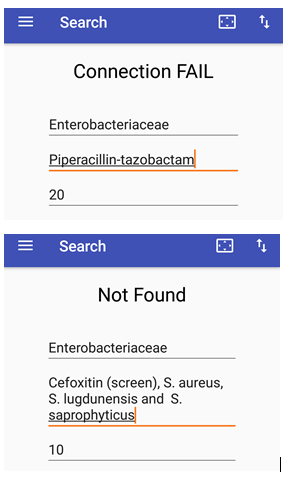 Search
Connection FAIL
Enterobacteriaceae
Piperacillin-tazobactam
20
Search
Not Found
Enterobacteriaceae
Cefoxitin (screen), S. aureus,
S. lugdunensis and S.
saprophyticus
10